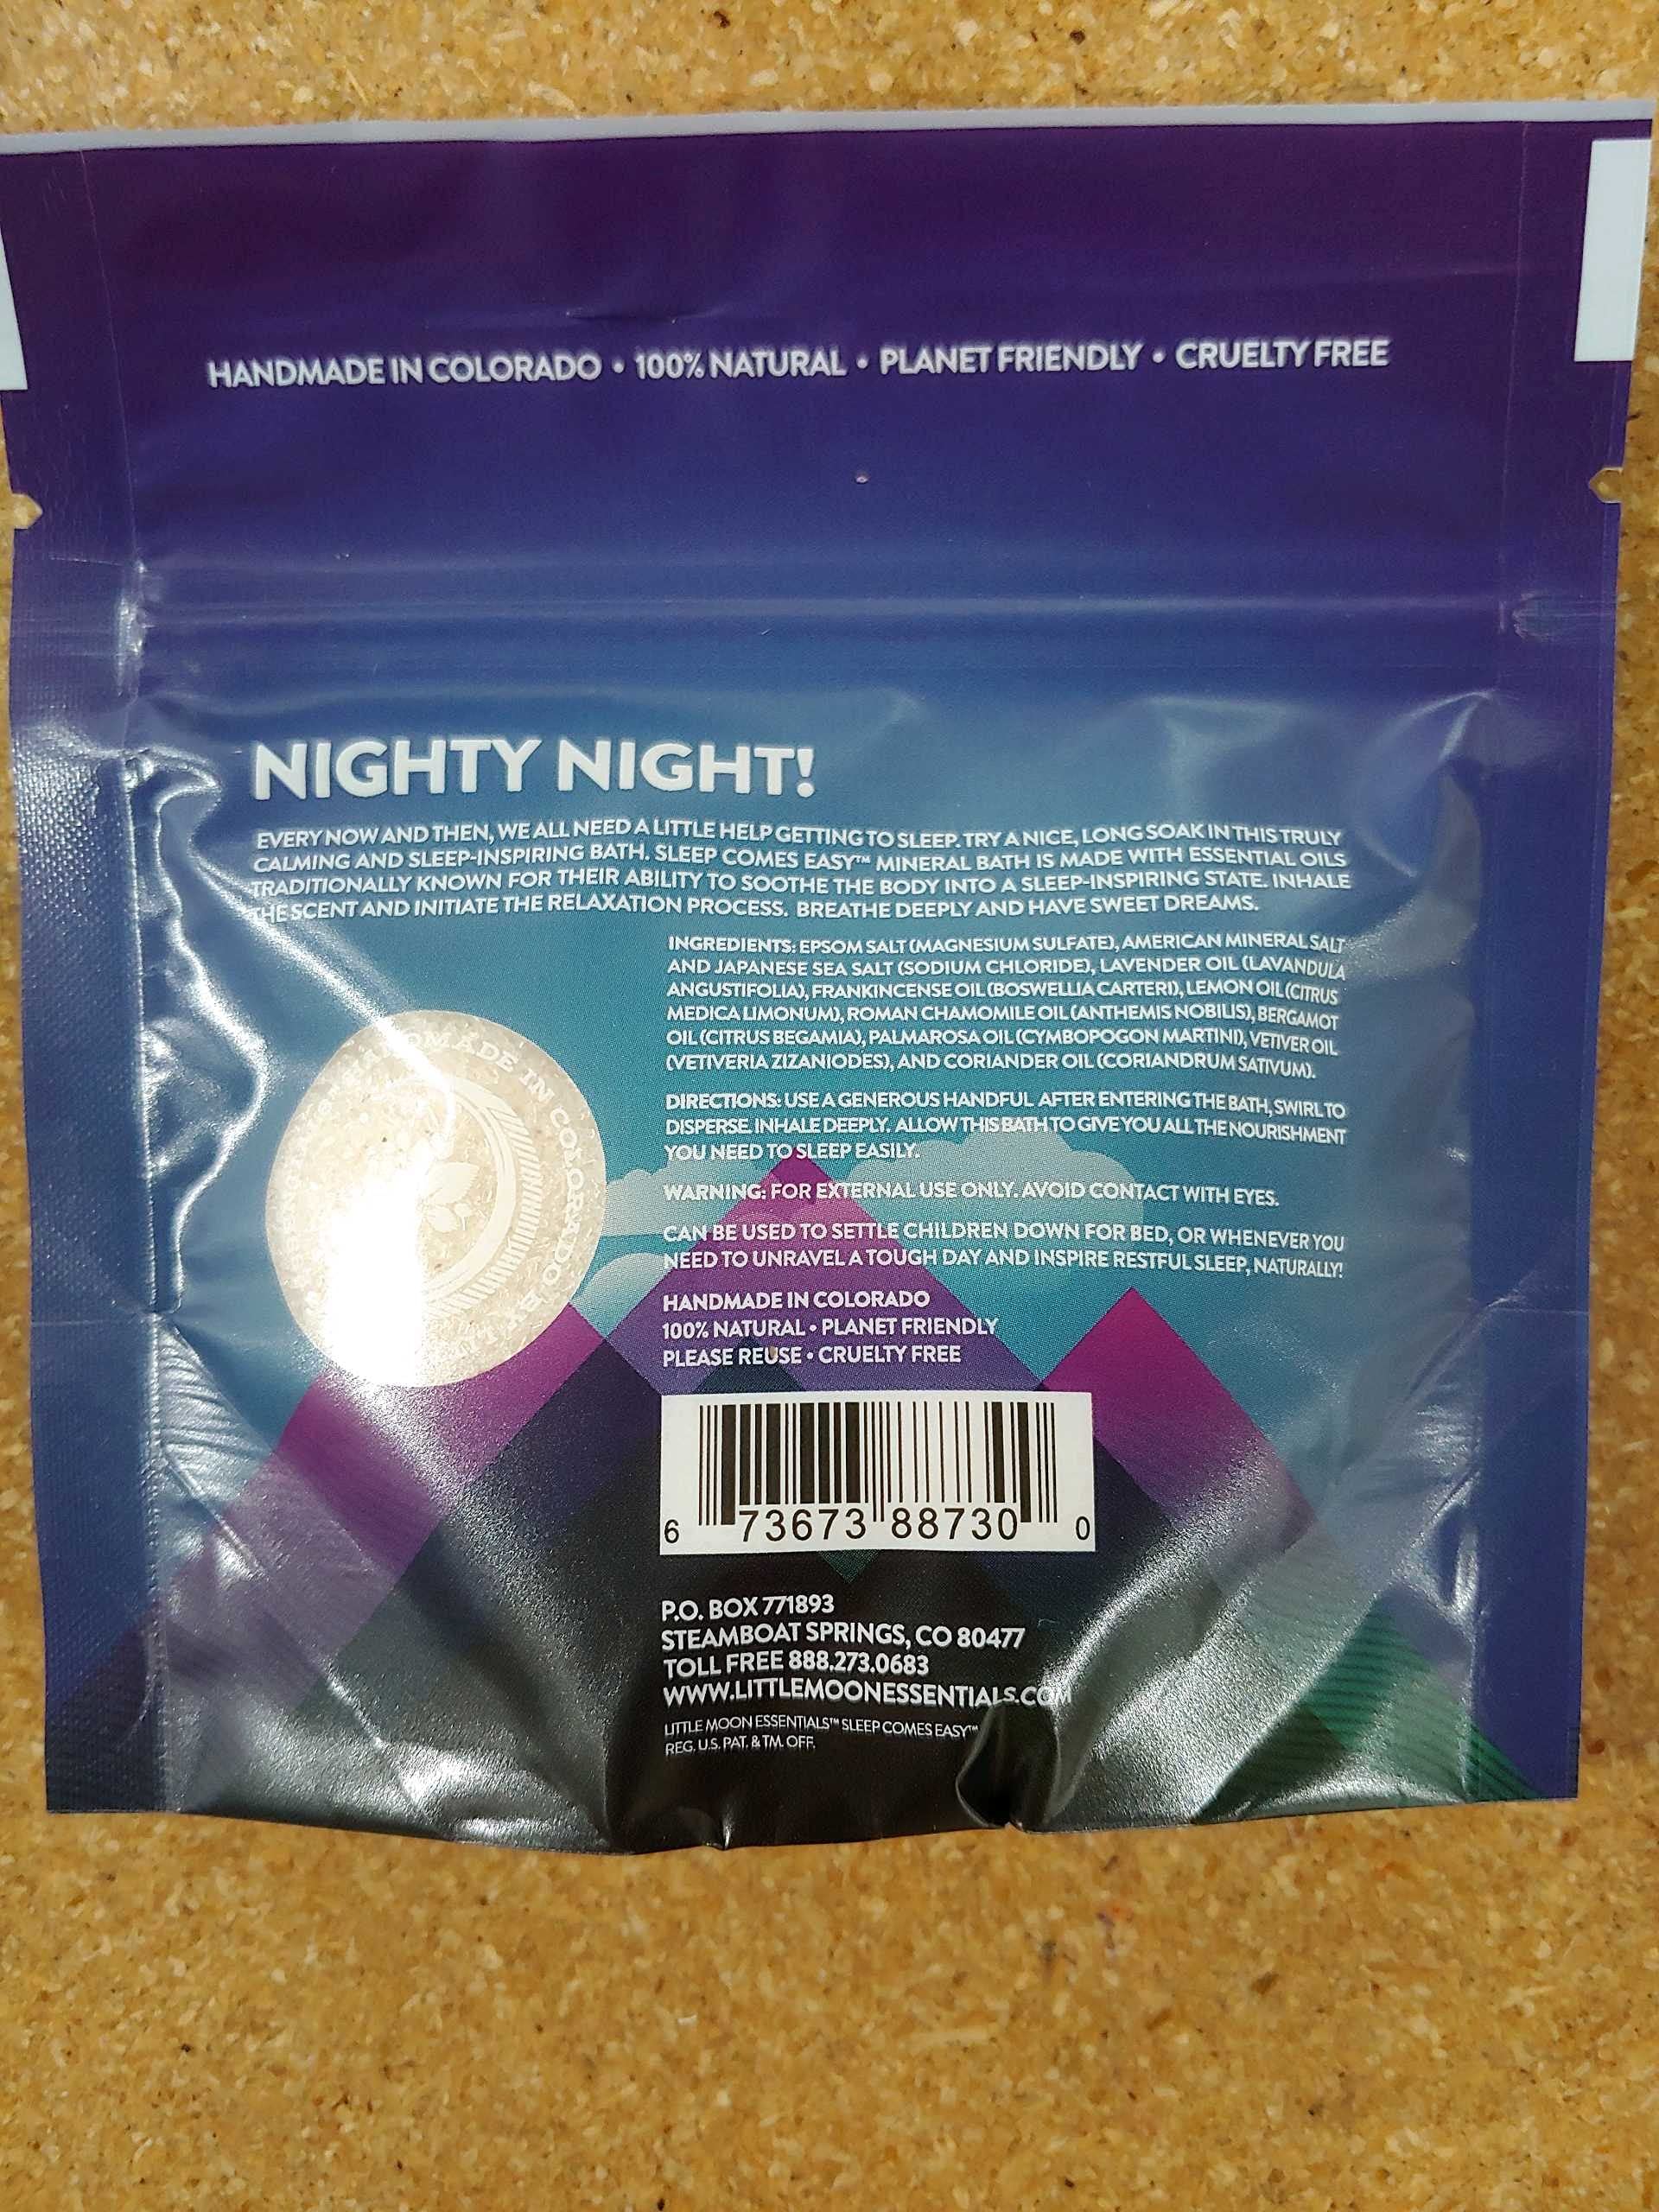 HANDMADE IN COLORADO • 100% NATURAL • PLANET FRIENDLY • CRUELTY FREE
NIGHTY NIGHT!
EVERY NOW AND THEN, WE ALL NEED A LITTLE HELP GETTING TO SLEEP. TRY A NICE, LONG SOAK IN THIS TRULY
CALMING AND SLEEP-INSPIRING BATH. SLEEP COMES EASY™ MINERAL BATH IS MADE WITH ESSENTIAL OILS
TRADITIONALLY KNOWN FOR THEIR ABILITY TO SOOTHE THE BODY INTO A SLEEP-INSPIRING STATE. INHALE
THE SCENT AND INITIATE THE RELAXATION PROCESS. BREATHE DEEPLY AND HAVE SWEET DREAMS.
INGREDIENTS: EPSOM SALT (MAGNESIUM SULFATE), AMERICAN MINERAL SALT
AND JAPANESE SEA SALT (SODIUM CHLORIDE), LAVENDER OIL (LAVANDULA
ANGUSTIFOLIA), FRANKINCENSE OIL (BOSWELLIA CARTERI), LEMON OIL (CITRUS
MEDICA LIMONUM), ROMAN CHAMOMILE OIL (ANTHEMIS NOBILIS), BERGAMOT
OIL (CITRUS BEGAMIA), PALMAROSA OIL (CYMBOPOGON MARTINI), VETIVER OIL
(VETIVERIA ZIZANIODES), AND CORIANDER OIL (CORIANDRUM SATIVUM).
DIRECTIONS: USE A GENEROUS HANDFUL AFTER ENTERING THE BATH, SWIRL TO
DISPERSE. INHALE DEEPLY. ALLOW THIS BATH TO GIVE YOU ALL THE NOURISHMENT
YOU NEED TO SLEEP EASILY.
WARNING: FOR EXTERNAL USE ONLY. AVOID CONTACT WITH EYES.
CAN BE USED TO SETTLE CHILDREN DOWN FOR BED, OR WHENEVER YOU
NEED TO UNRAVEL A TOUGH DAY AND INSPIRE RESTFUL SLEEP, NATURALLY!
HANDMADE IN COLORADO
100% NATURAL • PLANET FRIENDLY
PLEASE REUSE • CRUELTY FREE
HANDMADE IN COLORADO
6 73673 88730 0
P.O. BOX 771893
STEAMBOAT SPRINGS, CO 80477
TOLL FREE 888.273.0683
WWW.LITTLEMOONESSENTIALS.COM
LITTLE MOON ESSENTIALS™ SLEEP COMES EASY™
REG. U.S. PAT. & TM. OFF.